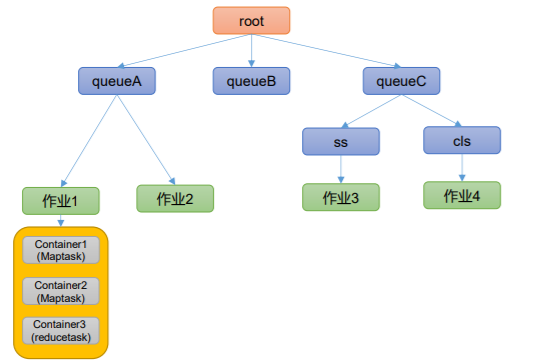 root
queueA
queueB
queueC
ss
cls
作业1
作业2
作业3
作业4
Container1
(Maptask)
Container2
(Maptask)
Container3
(reducetask)